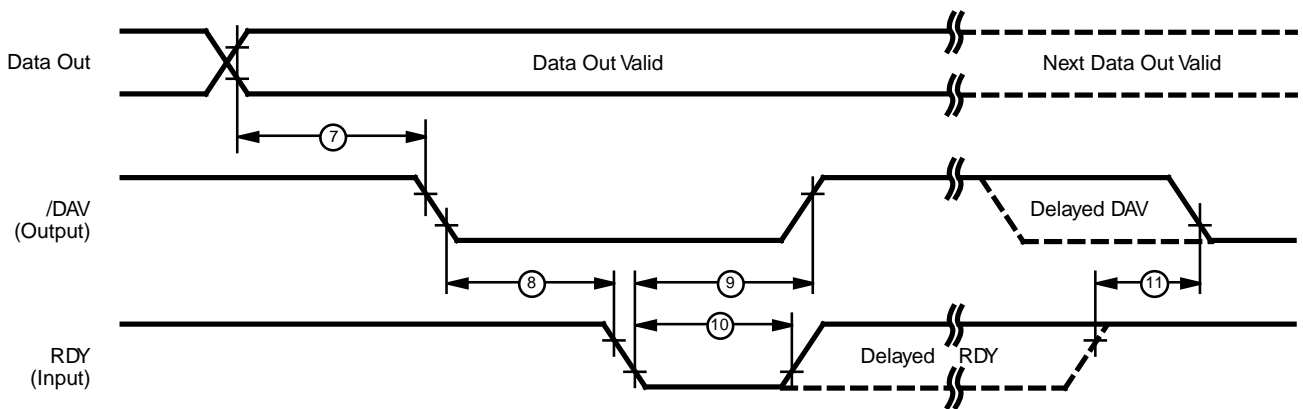 Data Out
Data Out Valid
Next Data Out Valid
7
/DAV
(Output)
Delayed DAV
8
9
11
10
RDY
(Input)
Delayed RDY